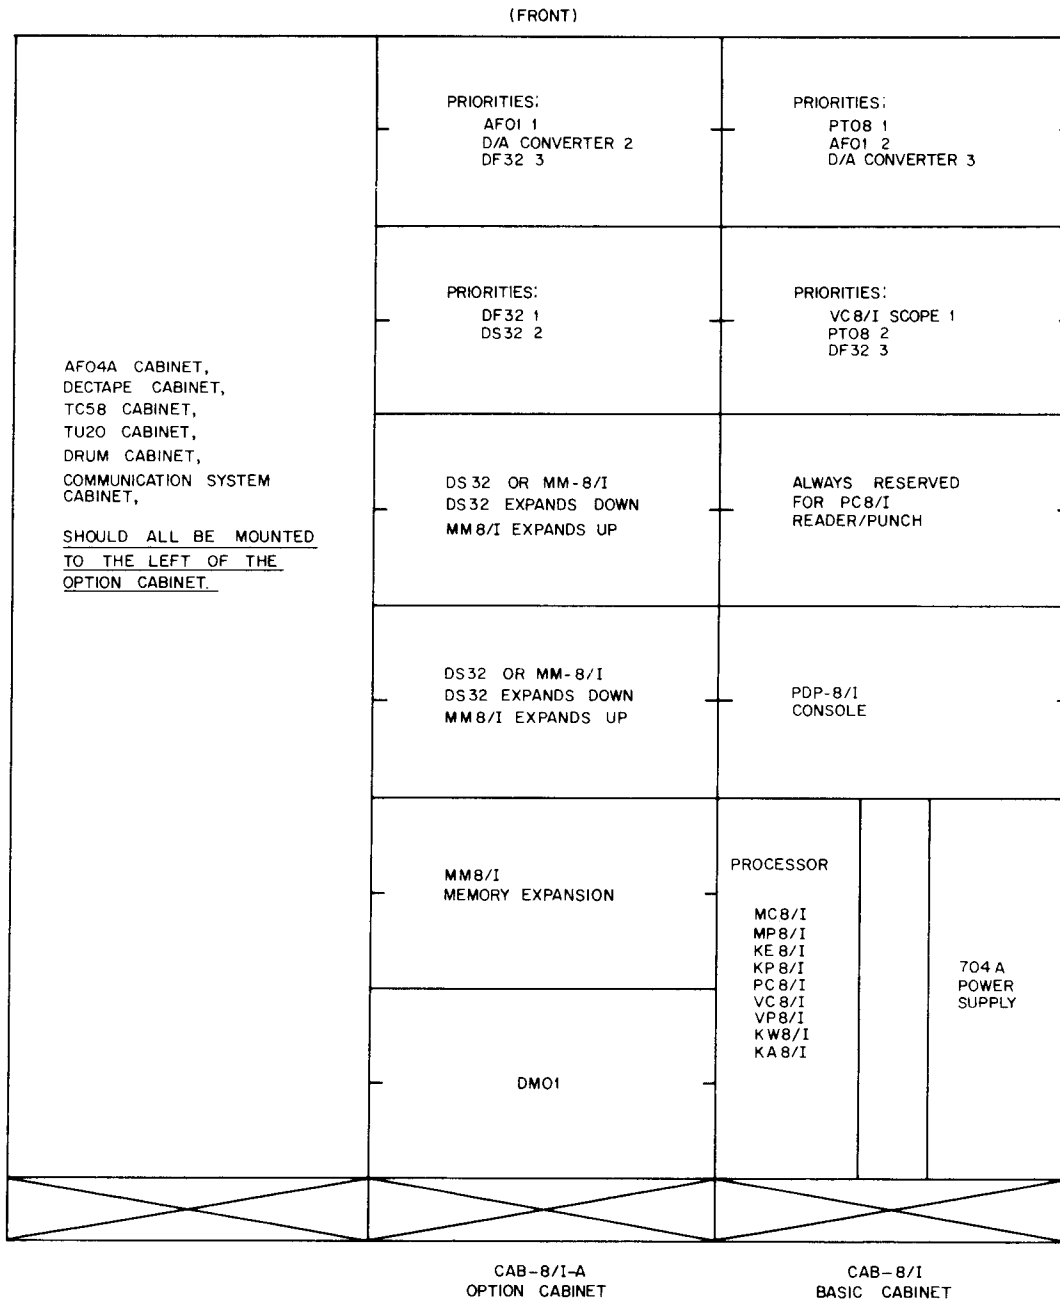 (FRONT)
AF04A CABINET,
DECTAPE CABINET,
TC58 CABINET,
TU20 CABINET,
DRUM CABINET,
COMMUNICATION SYSTEM
CABINET,
SHOULD ALL BE MOUNTED
TO THE LEFT OF THE
OPTION CABINET.
PRIORITIES:
AF01 1
D/A CONVERTER 2
DF32 3
PRIORITIES:
DF32 1
DS32 2
DS32 OR MM-8/I
DS32 EXPANDS DOWN
MM8/I EXPANDS UP
DS32 OR MM-8/I
DS32 EXPANDS DOWN
MM8/I EXPANDS UP
MM8/I
MEMORY EXPANSION
DM01
CAB-8/I-A
OPTION CABINET
PRIORITIES:
PT08 1
AF01 2
D/A CONVERTER 3
PRIORITIES:
VC8/I SCOPE 1
PT08 2
DF32 3
ALWAYS RESERVED
FOR PC8/I
READER/PUNCH
PDP-8/I
CONSOLE
PROCESSOR
MC8/I
MP8/I
KE8/I
KP8/I
PC8/I
VC8/I
VP8/I
KW8/I
KA8/I
704A
POWER
SUPPLY
CAB-8/I
BASIC CABINET